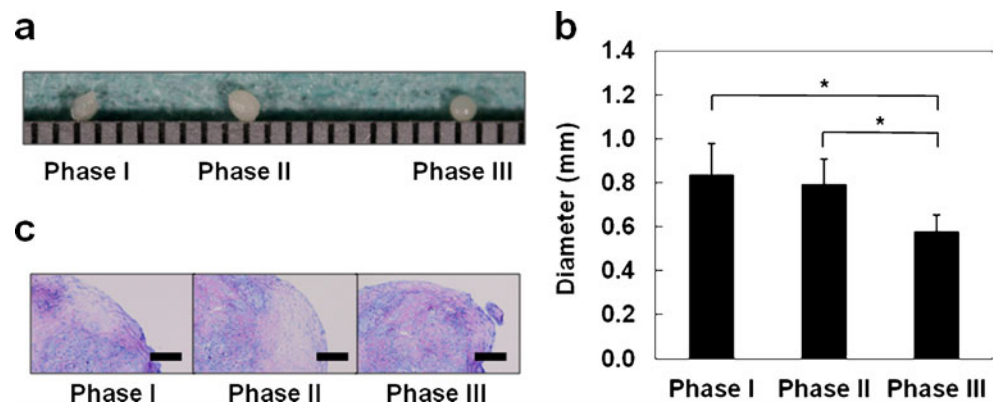 a
Phase I Phase II Phase III
b
Diameter (mm)
1.4
1.2
1.0
0.8
0.6
0.4
0.2
0.0
*
*
Phase I Phase II Phase III
c
Phase I Phase II Phase III